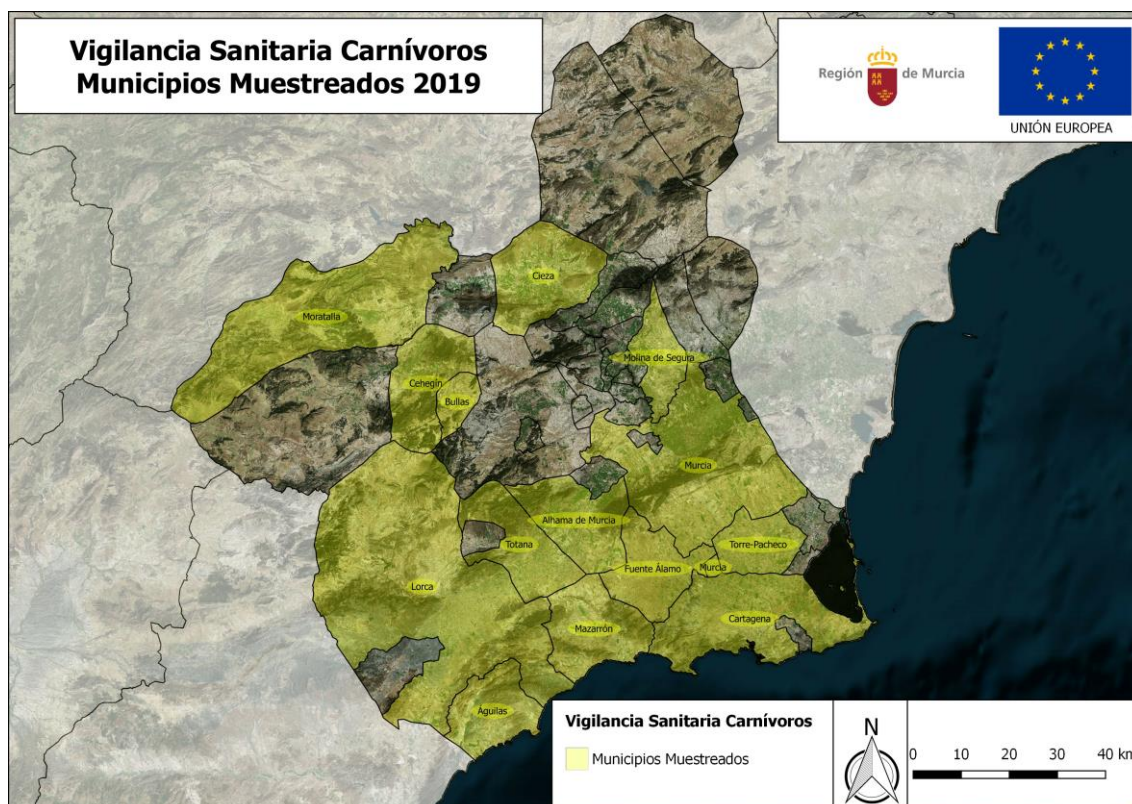 Vigilancia Sanitaria Carnívoros
Municipios Muestreados 2019
Región de Murcia
UNIÓN EUROPEA
Cieza
Moratalla
Molina de Segura
Cehegín
Bullas
Murcia
Alhama de Murcia
Totana
Torre-Pacheco
Fuente Álamo
Murcia
Lorca
Cartagena
Mazarrón
Águilas
Vigilancia Sanitaria Carnívoros
Municipios Muestreados
N
0 10 20 30 40 km